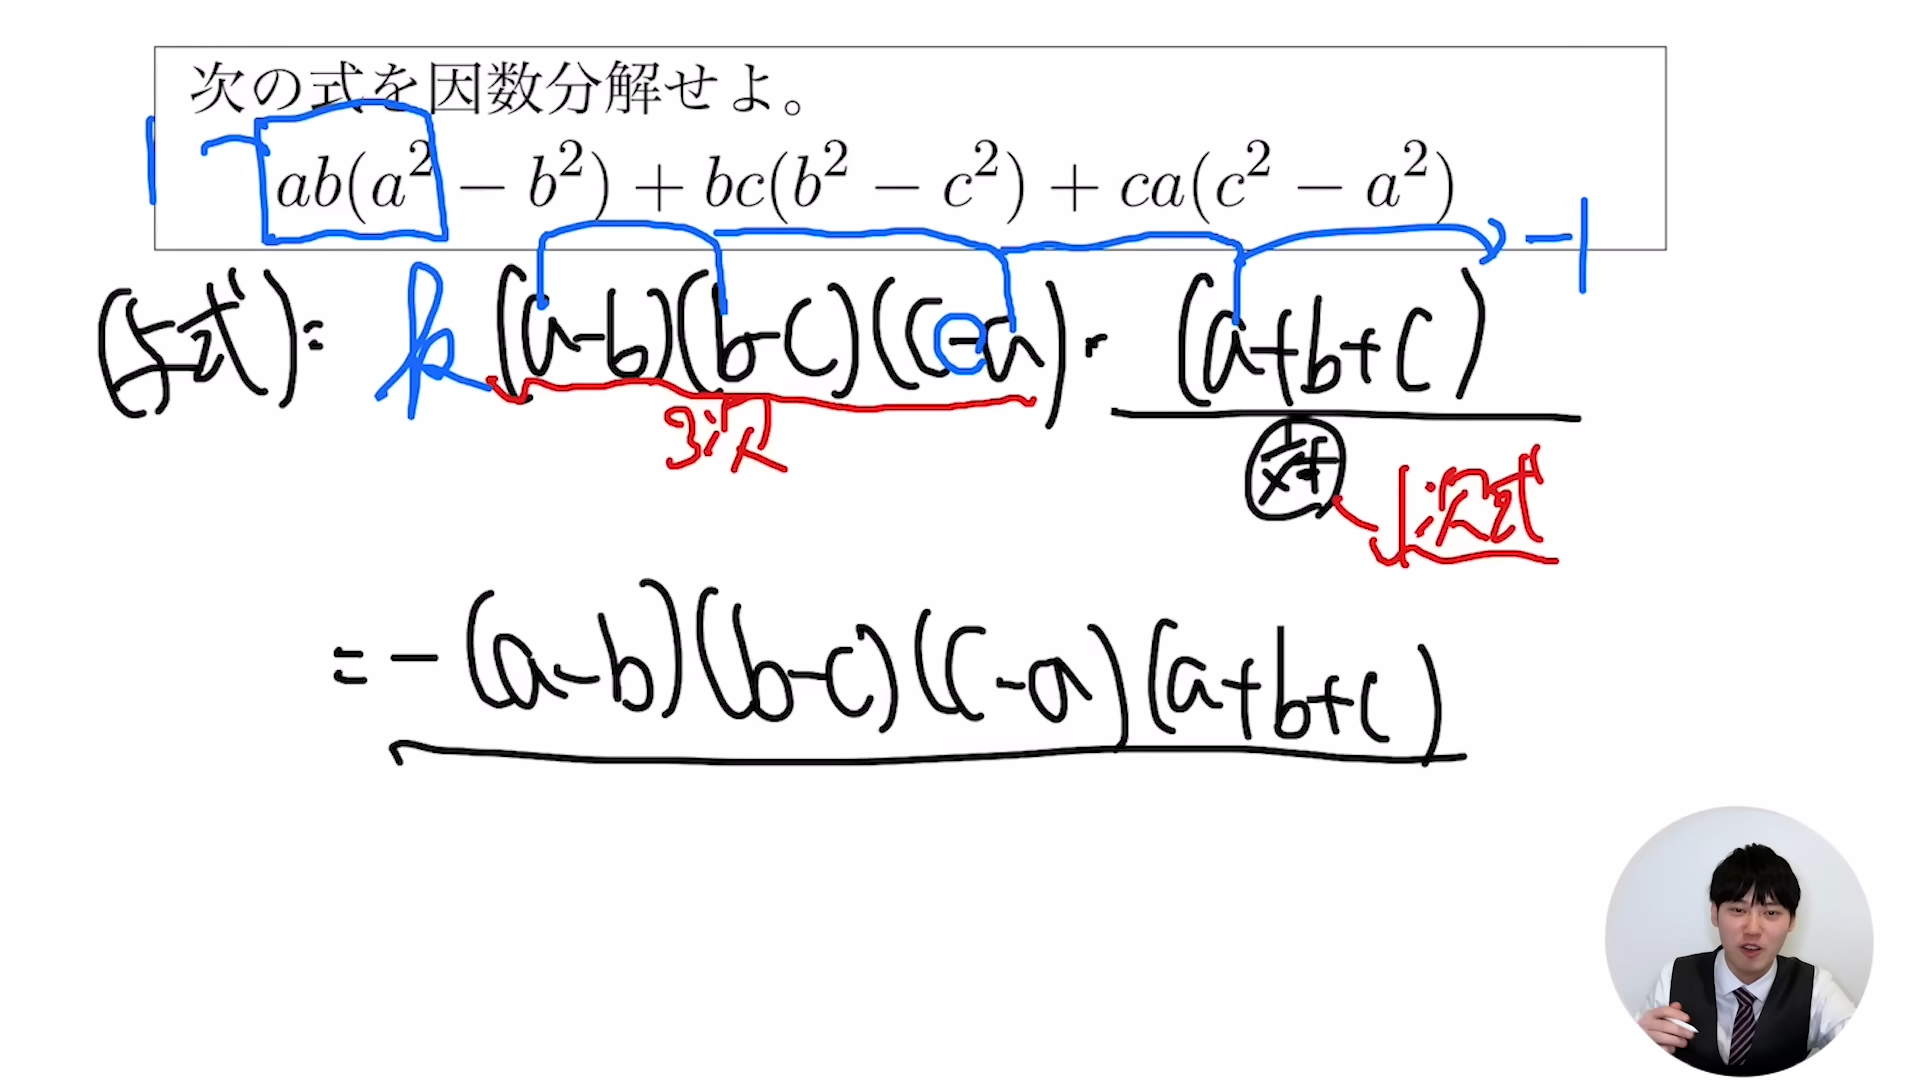 次の式を因数分解せよ。
ab(a² − b²) + bc(b² − c²) + ca(c² − a²)
1
−1
(与式) = k (a−b)(b−c)(c−a)・(a+b+c)
3次
対
1次式
= −(a−b)(b−c)(c−a)(a+b+c)